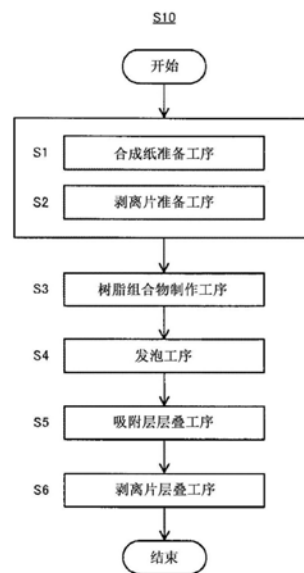 S10
开始
S1 合成纸准备工序
S2 剥离片准备工序
S3 树脂组合物制作工序
S4 发泡工序
S5 吸附层层叠工序
S6 剥离片层叠工序
结束